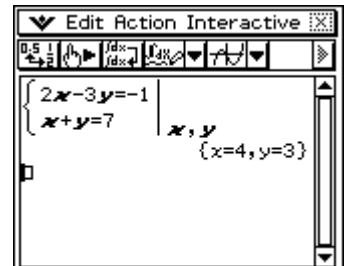 Edit Action Interactive
2x-3y=-1
x+y=7
x,y
{x=4,y=3}